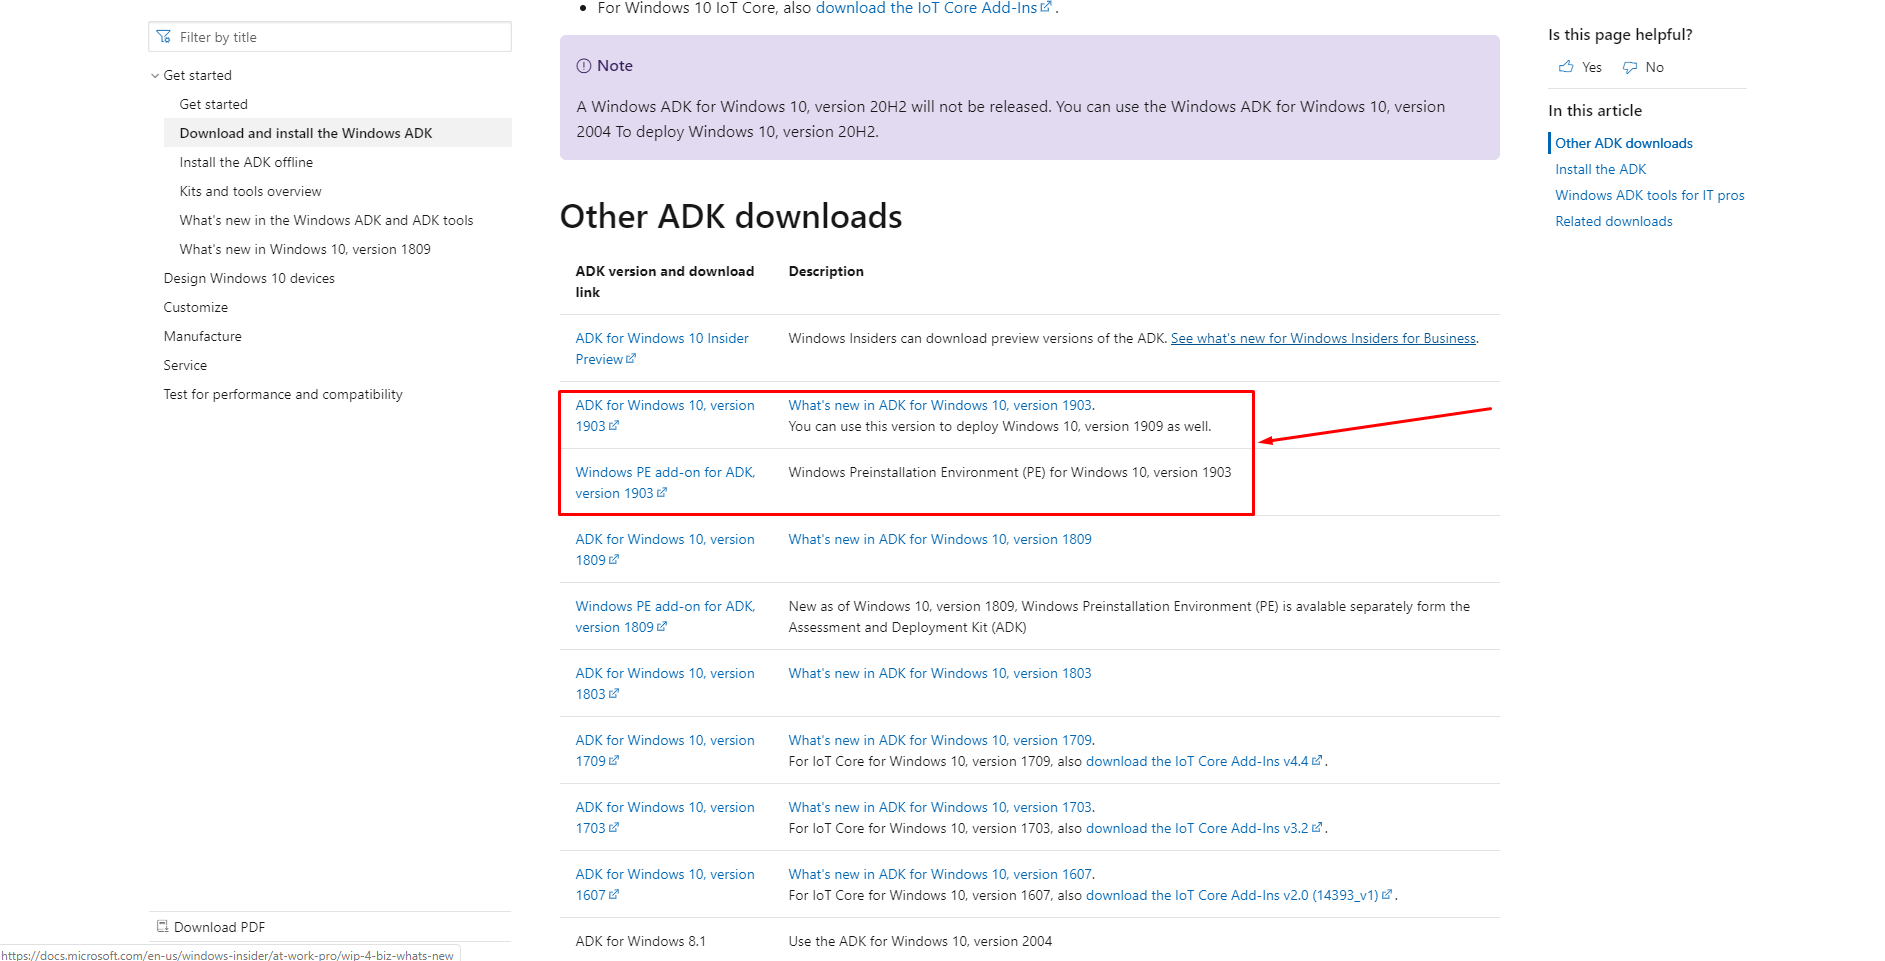 Filter by title
Get started
Get started
Download and install the Windows ADK
Install the ADK offline
Kits and tools overview
What's new in the Windows ADK and ADK tools
What's new in Windows 10, version 1809
Design Windows 10 devices
Customize
Manufacture
Service
Test for performance and compatibility
Download PDF
https://docs.microsoft.com/en-us/windows-insider/at-work-pro/wip-4-biz-whats-new
For Windows 10 IoT Core, also download the IoT Core Add-Ins .
Note
A Windows ADK for Windows 10, version 20H2 will not be released. You can use the Windows ADK for Windows 10, version
2004 To deploy Windows 10, version 20H2.
Other ADK downloads
ADK version and download
link
Description
ADK for Windows 10 Insider
Preview
Windows Insiders can download preview versions of the ADK. See what's new for Windows Insiders for Business.
ADK for Windows 10, version
1903
What's new in ADK for Windows 10, version 1903.
You can use this version to deploy Windows 10, version 1909 as well.
Windows PE add-on for ADK,
version 1903
Windows Preinstallation Environment (PE) for Windows 10, version 1903
ADK for Windows 10, version
1809
What's new in ADK for Windows 10, version 1809
Windows PE add-on for ADK,
version 1809
New as of Windows 10, version 1809, Windows Preinstallation Environment (PE) is avalable separately form the
Assessment and Deployment Kit (ADK)
ADK for Windows 10, version
1803
What's new in ADK for Windows 10, version 1803
ADK for Windows 10, version
1709
What's new in ADK for Windows 10, version 1709.
For IoT Core for Windows 10, version 1709, also download the IoT Core Add-Ins v4.4 .
ADK for Windows 10, version
1703
What's new in ADK for Windows 10, version 1703.
For IoT Core for Windows 10, version 1703, also download the IoT Core Add-Ins v3.2 .
ADK for Windows 10, version
1607
What's new in ADK for Windows 10, version 1607.
For IoT Core for Windows 10, version 1607, also download the IoT Core Add-Ins v2.0 (14393_v1) .
ADK for Windows 8.1
Use the ADK for Windows 10, version 2004
Is this page helpful?
Yes No
In this article
Other ADK downloads
Install the ADK
Windows ADK tools for IT pros
Related downloads